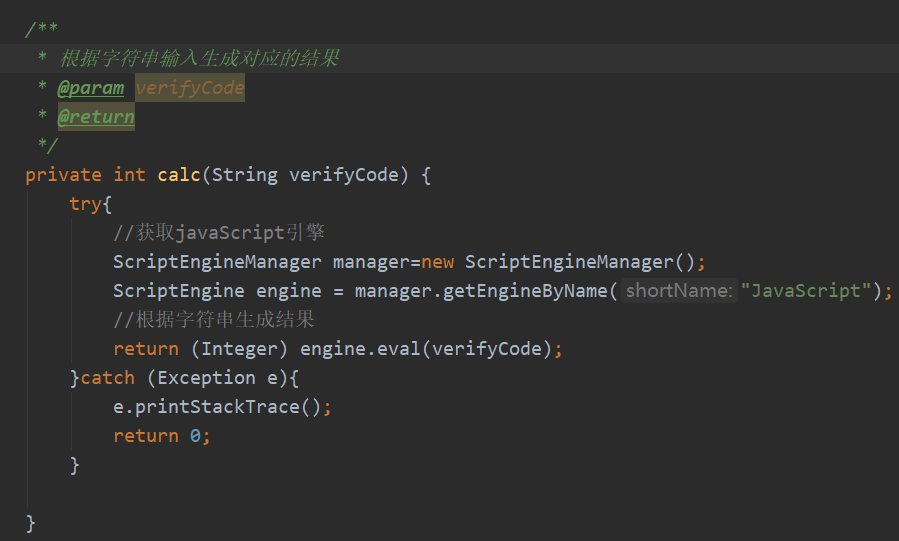 /**
 * 根据字符串输入生成对应的结果
 * @param verifyCode
 * @return
 */
private int calc(String verifyCode) {
    try{
        //获取javaScript引擎
        ScriptEngineManager manager=new ScriptEngineManager();
        ScriptEngine engine = manager.getEngineByName( shortName: "JavaScript");
        //根据字符串生成结果
        return (Integer) engine.eval(verifyCode);
    }catch (Exception e){
        e.printStackTrace();
        return 0;
    }
}